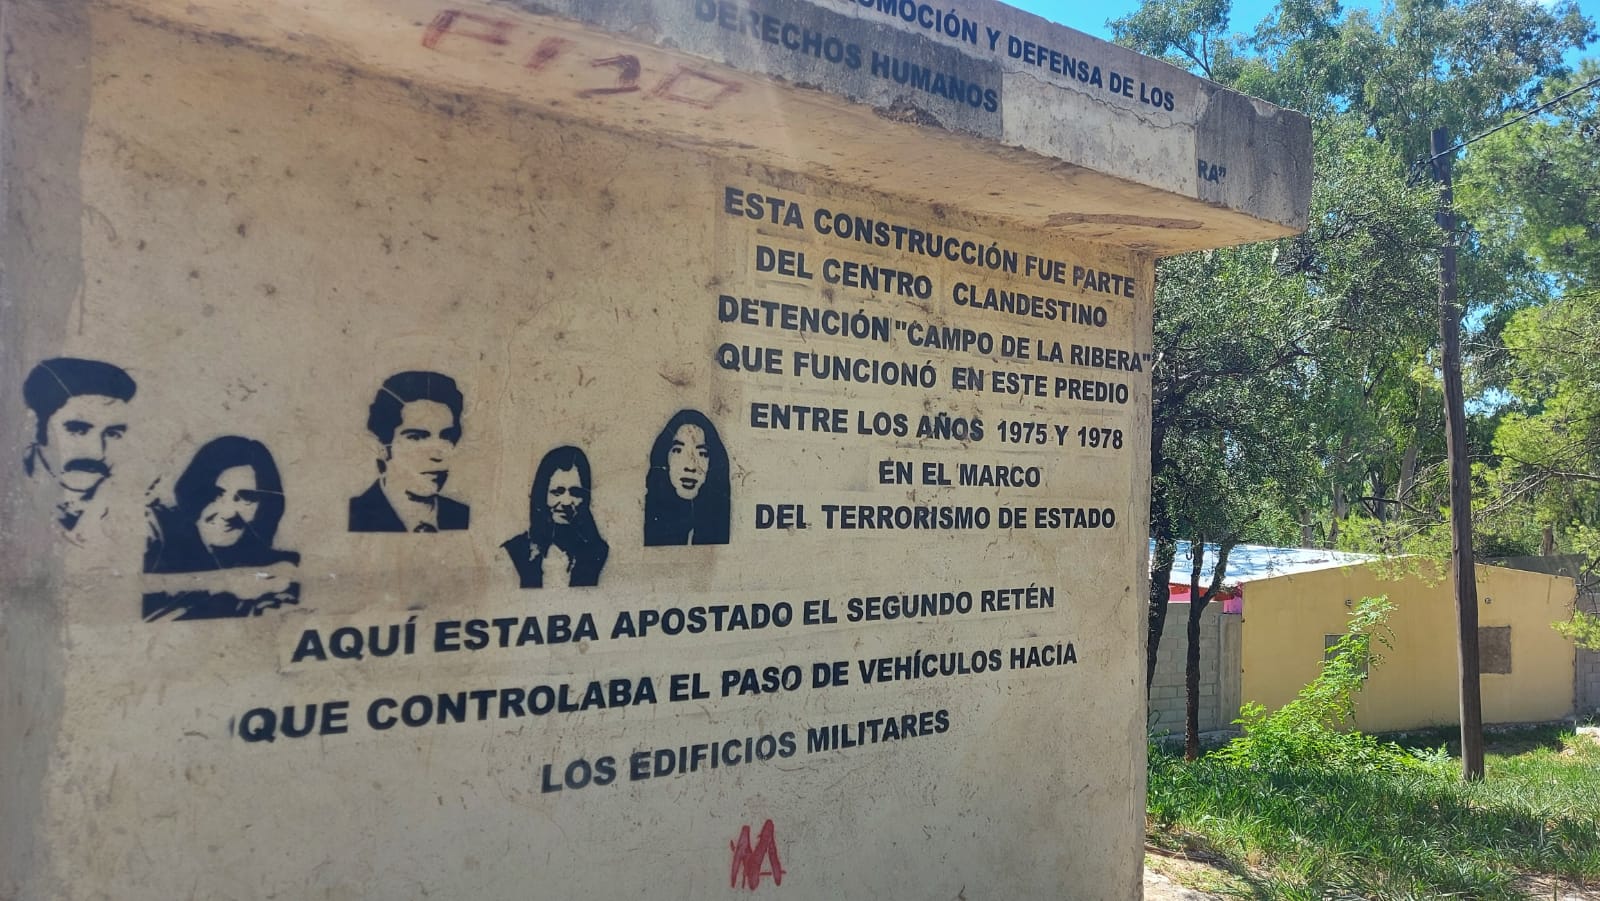 PROMOCIÓN Y DEFENSA DE LOS
DERECHOS HUMANOS
RA"
ESTA CONSTRUCCIÓN FUE PARTE
DEL CENTRO CLANDESTINO
DETENCIÓN "CAMPO DE LA RIBERA"
QUE FUNCIONÓ EN ESTE PREDIO
ENTRE LOS AÑOS 1975 Y 1978
EN EL MARCO
DEL TERRORISMO DE ESTADO
AQUÍ ESTABA APOSTADO EL SEGUNDO RETÉN
QUE CONTROLABA EL PASO DE VEHÍCULOS HACIA
LOS EDIFICIOS MILITARES